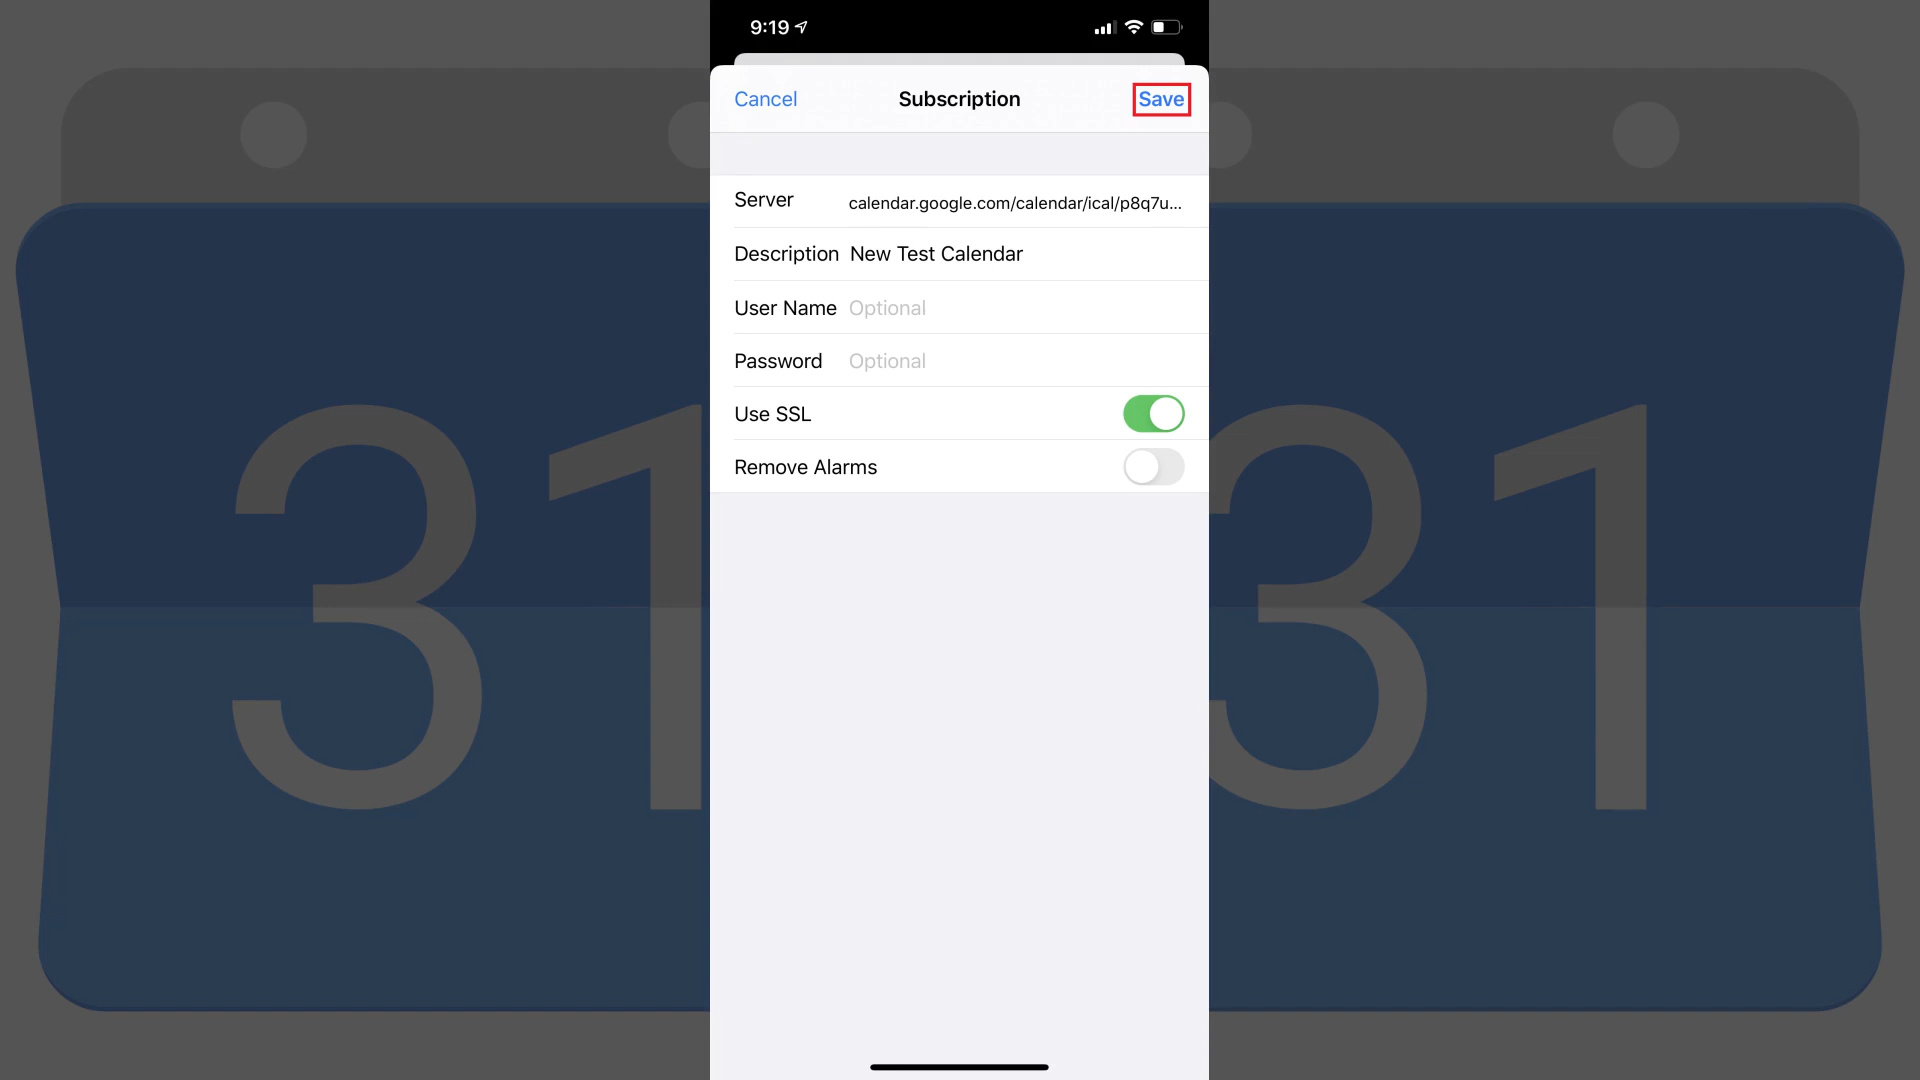 9:19
Cancel Subscription Save
Server calendar.google.com/calendar/ical/p8q7u...
Description New Test Calendar
User Name Optional
Password Optional
Use SSL
Remove Alarms
31 31